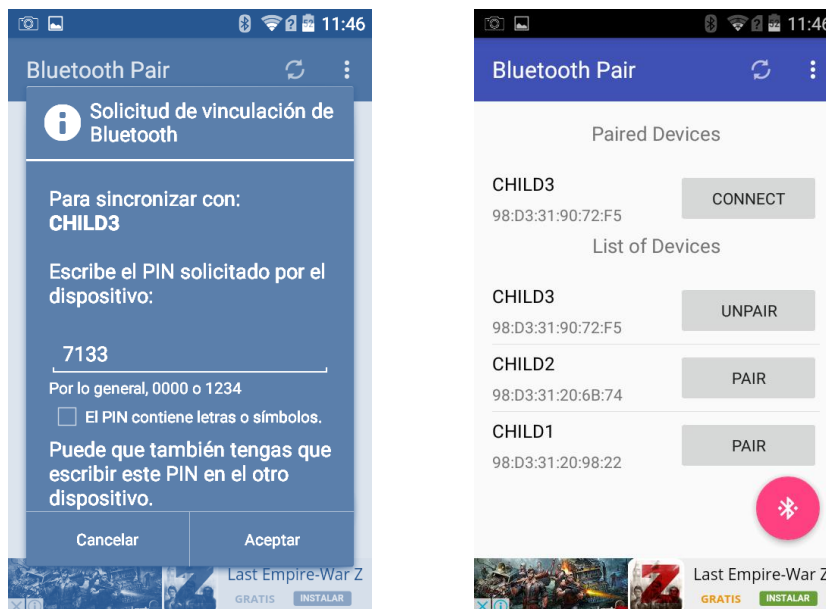 11:46
Bluetooth Pair
Solicitud de vinculación de
Bluetooth
Para sincronizar con:
CHILD3
Escribe el PIN solicitado por el
dispositivo:
7133
Por lo general, 0000 o 1234
El PIN contiene letras o símbolos.
Puede que también tengas que
escribir este PIN en el otro
dispositivo.
Cancelar Aceptar
Last Empire-War Z
GRATIS INSTALAR
11:46
Bluetooth Pair
Paired Devices
CHILD3
98:D3:31:90:72:F5
CONNECT
List of Devices
CHILD3
98:D3:31:90:72:F5
UNPAIR
CHILD2
98:D3:31:20:6B:74
PAIR
CHILD1
98:D3:31:20:98:22
PAIR
Last Empire-War Z
GRATIS INSTALAR